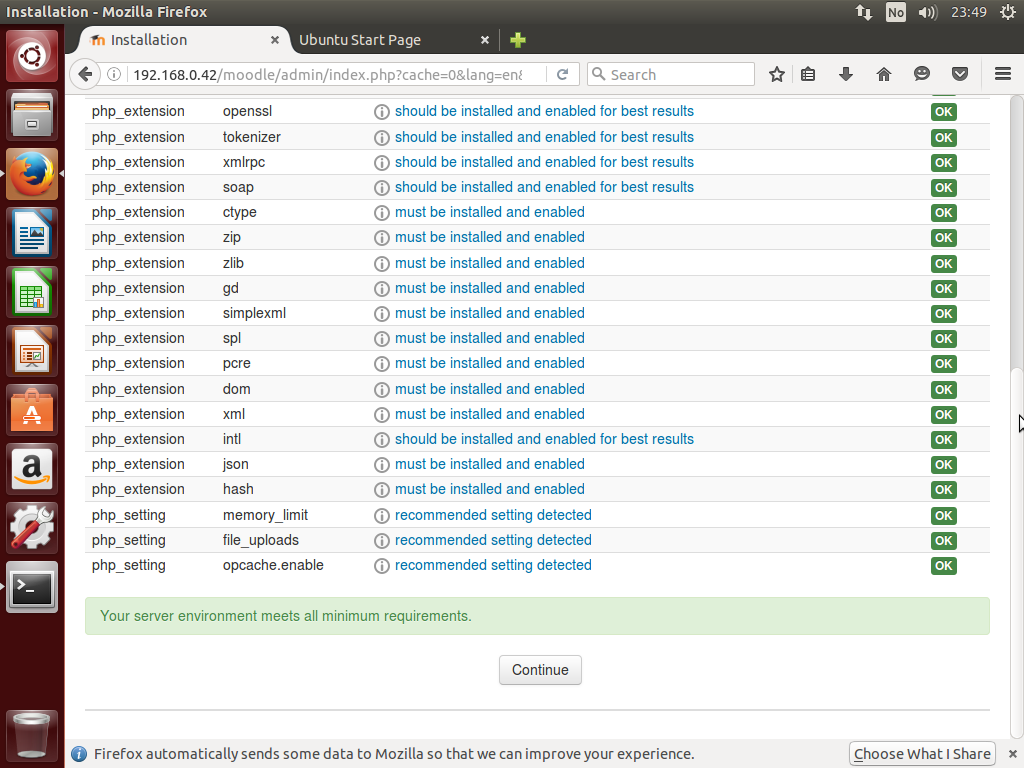 Installation - Mozilla Firefox
No
23:49
Installation
Ubuntu Start Page
192.168.0.42/moodle/admin/index.php?cache=0&lang=en&
Search
php_extension openssl should be installed and enabled for best results OK
php_extension tokenizer should be installed and enabled for best results OK
php_extension xmlrpc should be installed and enabled for best results OK
php_extension soap should be installed and enabled for best results OK
php_extension ctype must be installed and enabled OK
php_extension zip must be installed and enabled OK
php_extension zlib must be installed and enabled OK
php_extension gd must be installed and enabled OK
php_extension simplexml must be installed and enabled OK
php_extension spl must be installed and enabled OK
php_extension pcre must be installed and enabled OK
php_extension dom must be installed and enabled OK
php_extension xml must be installed and enabled OK
php_extension intl should be installed and enabled for best results OK
php_extension json must be installed and enabled OK
php_extension hash must be installed and enabled OK
php_setting memory_limit recommended setting detected OK
php_setting file_uploads recommended setting detected OK
php_setting opcache.enable recommended setting detected OK
Your server environment meets all minimum requirements.
Continue
Firefox automatically sends some data to Mozilla so that we can improve your experience.
Choose What I Share